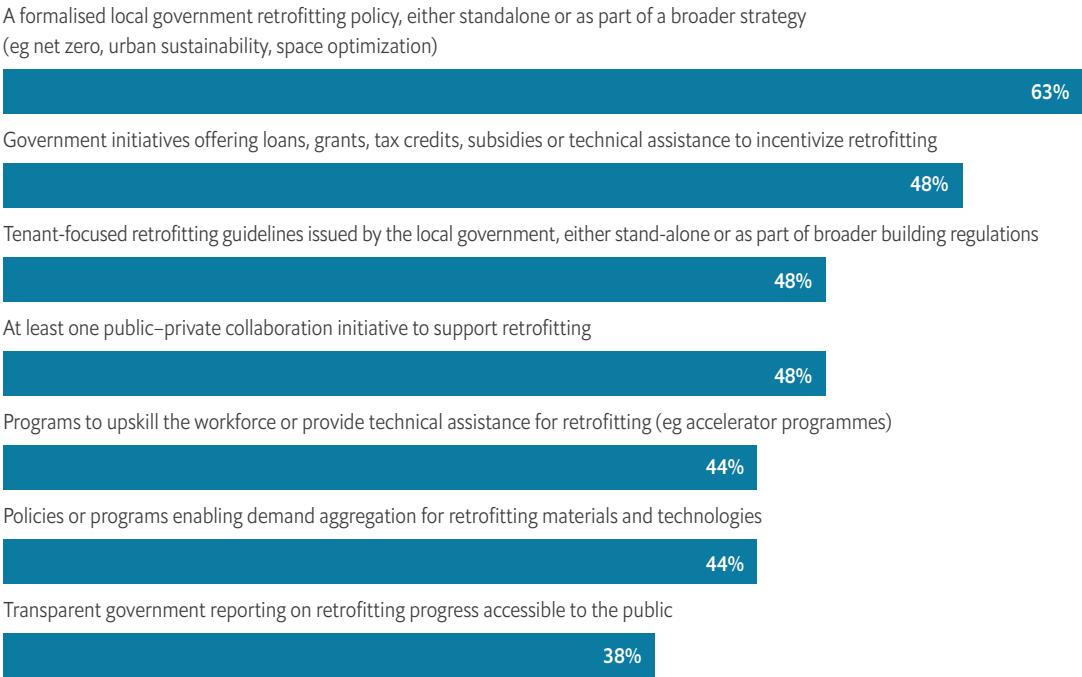 A formalised local government retrofitting policy, either standalone or as part of a broader strategy
(eg net zero, urban sustainability, space optimization)
63%
Government initiatives offering loans, grants, tax credits, subsidies or technical assistance to incentivize retrofitting
48%
Tenant-focused retrofitting guidelines issued by the local government, either stand-alone or as part of broader building regulations
48%
At least one public–private collaboration initiative to support retrofitting
48%
Programs to upskill the workforce or provide technical assistance for retrofitting (eg accelerator programmes)
44%
Policies or programs enabling demand aggregation for retrofitting materials and technologies
44%
Transparent government reporting on retrofitting progress accessible to the public
38%